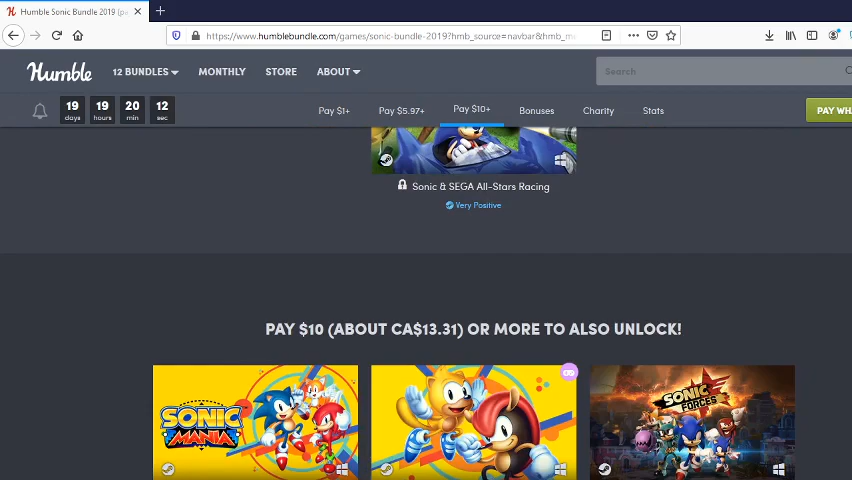 Humble Sonic Bundle 2019 (pa
https://www.humblebundle.com/games/sonic-bundle-2019?hmb_source=navbar&hmb_m
Humble
12 BUNDLES
MONTHLY
STORE
ABOUT
Search
19 days
19 hours
20 min
12 sec
Pay $1+
Pay $5.97+
Pay $10+
Bonuses
Charity
Stats
PAY WH
Sonic & SEGA All-Stars Racing
Very Positive
PAY $10 (ABOUT CA$13.31) OR MORE TO ALSO UNLOCK!
SONIC
MANIA
SONIC
FORCES